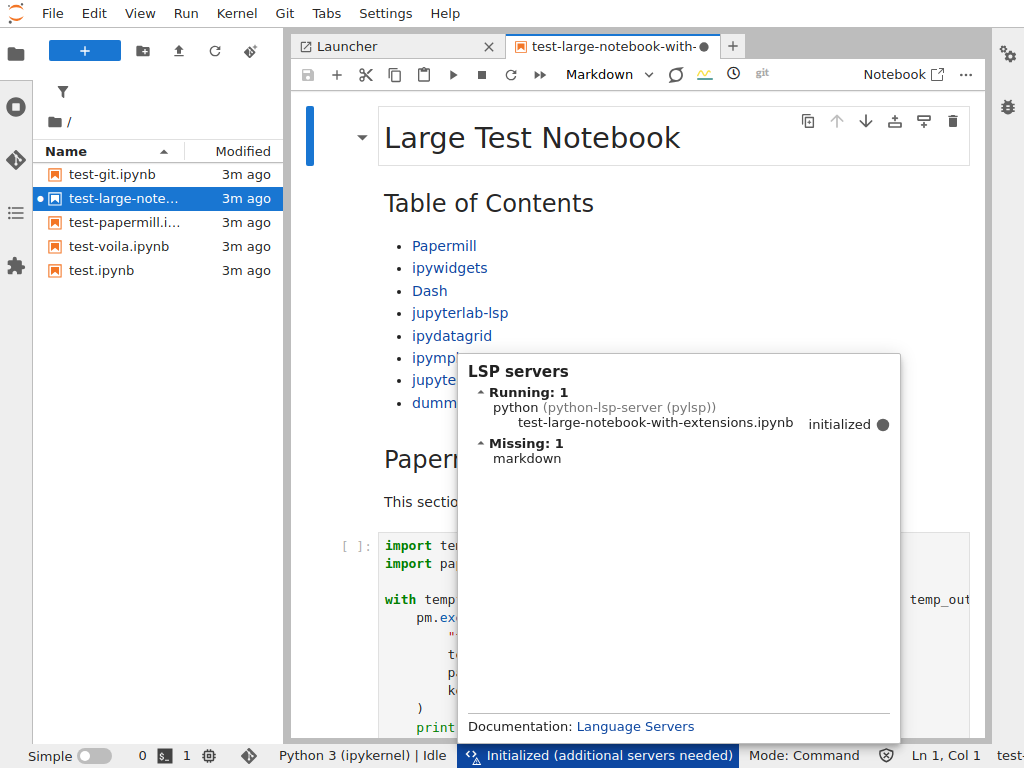 File Edit View Run Kernel Git Tabs Settings Help
Launcher
test-large-notebook-with-
Markdown
git
Notebook
/
Name Modified
test-git.ipynb 3m ago
test-large-note… 3m ago
test-papermill.i… 3m ago
test-voila.ipynb 3m ago
test.ipynb 3m ago
Large Test Notebook
Table of Contents
• Papermill
• ipywidgets
• Dash
• jupyterlab-lsp
• ipydatagrid
• ipymp
• jupyte
• dumm
LSP servers
Running: 1
python (python-lsp-server (pylsp))
test-large-notebook-with-extensions.ipynb initialized
Missing: 1
markdown
Documentation: Language Servers
Paperm
This sectio
[ ]:
import tem
import pap
with temp temp_out
pm.exe
"
te
pa
ke
)
print
Simple 0 1 Python 3 (ipykernel) | Idle Initialized (additional servers needed) Mode: Command Ln 1, Col 1 test-